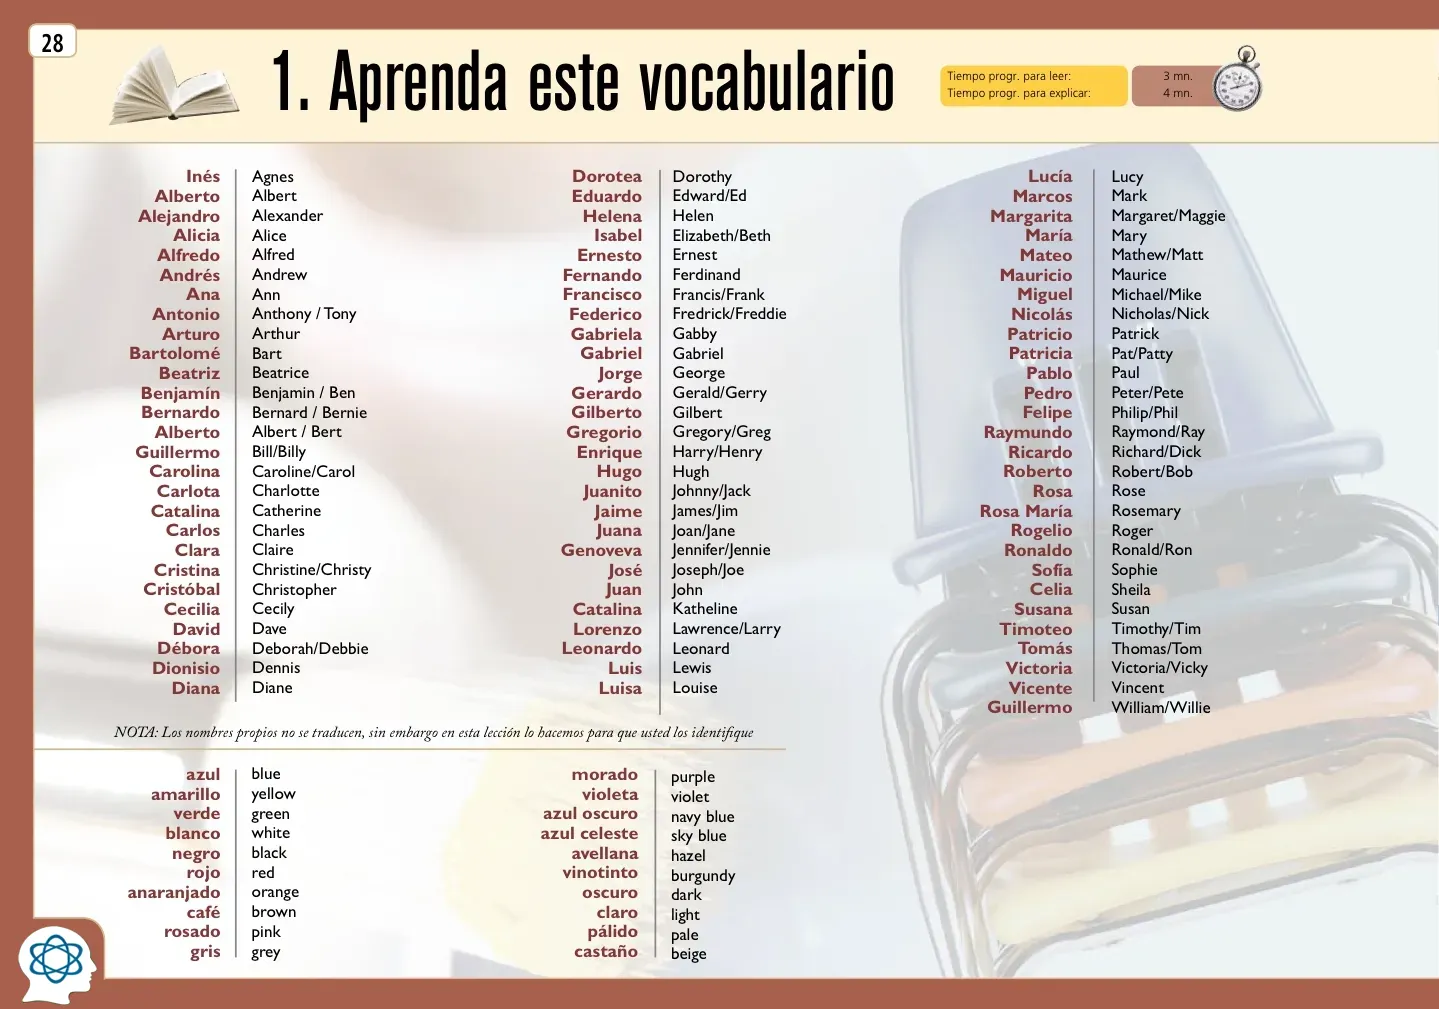 28
1. Aprenda este vocabulario
Tiempo progr. para leer: 3 mn.
Tiempo progr. para explicar: 4 mn.
Inés Agnes
Alberto Albert
Alejandro Alexander
Alicia Alice
Alfredo Alfred
Andrés Andrew
Ana Ann
Antonio Anthony / Tony
Arturo Arthur
Bartolomé Bart
Beatriz Beatrice
Benjamín Benjamin / Ben
Bernardo Bernard / Bernie
Alberto Albert / Bert
Guillermo Bill/Billy
Carolina Caroline/Carol
Carlota Charlotte
Catalina Catherine
Carlos Charles
Clara Claire
Cristina Christine/Christy
Cristóbal Christopher
Cecilia Cecily
David Dave
Débora Deborah/Debbie
Dionisio Dennis
Diana Diane
Dorotea Dorothy
Eduardo Edward/Ed
Helena Helen
Isabel Elizabeth/Beth
Ernesto Ernest
Fernando Ferdinand
Francisco Francis/Frank
Federico Fredrick/Freddie
Gabriela Gabby
Gabriel Gabriel
Jorge George
Gerardo Gerald/Gerry
Gilberto Gilbert
Gregorio Gregory/Greg
Enrique Harry/Henry
Hugo Hugh
Juanito Johnny/Jack
Jaime James/Jim
Juana Joan/Jane
Genoveva Jennifer/Jennie
José Joseph/Joe
Juan John
Catalina Katheline
Lorenzo Lawrence/Larry
Leonardo Leonard
Luis Lewis
Luisa Louise
Lucía Lucy
Marcos Mark
Margarita Margaret/Maggie
María Mary
Mateo Mathew/Matt
Mauricio Maurice
Miguel Michael/Mike
Nicolás Nicholas/Nick
Patricio Patrick
Patricia Pat/Patty
Pablo Paul
Pedro Peter/Pete
Felipe Philip/Phil
Raymundo Raymond/Ray
Ricardo Richard/Dick
Roberto Robert/Bob
Rosa Rose
Rosa María Rosemary
Rogelio Roger
Ronaldo Ronald/Ron
Sofía Sophie
Celia Sheila
Susana Susan
Timoteo Timothy/Tim
Tomás Thomas/Tom
Victoria Victoria/Vicky
Vicente Vincent
Guillermo William/Willie
NOTA: Los nombres propios no se traducen, sin embargo en esta lección lo hacemos para que usted los identifique
azul blue
amarillo yellow
verde green
blanco white
negro black
rojo red
anaranjado orange
café brown
rosado pink
gris grey
morado purple
violeta violet
azul oscuro navy blue
azul celeste sky blue
avellana hazel
vinotinto burgundy
oscuro dark
claro light
pálido pale
castaño beige